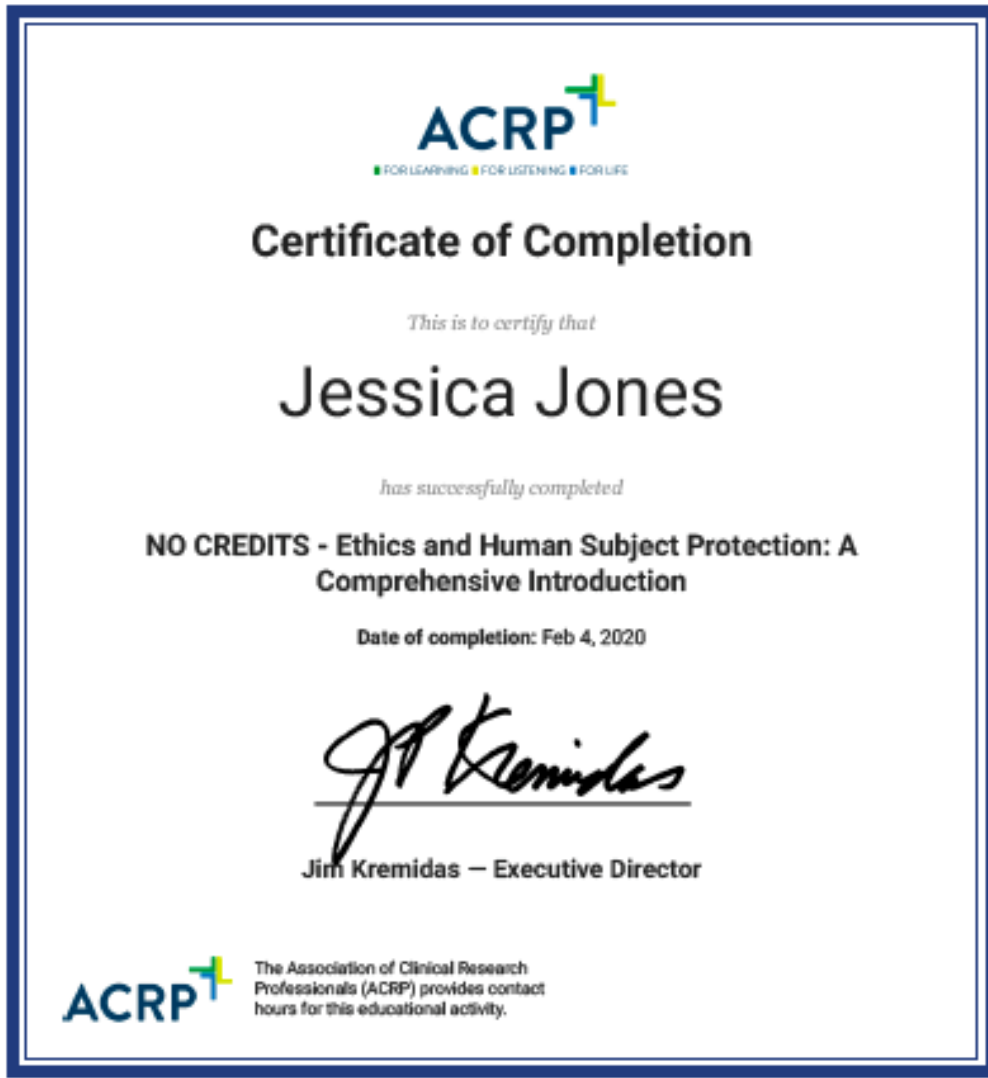 ACRP
FOR LEARNING FOR LISTENING FOR LIFE
Certificate of Completion
This is to certify that
Jessica Jones
has successfully completed
NO CREDITS - Ethics and Human Subject Protection: A
Comprehensive Introduction
Date of completion: Feb 4, 2020
JP Kremidas
Jim Kremidas — Executive Director
ACRP
The Association of Clinical Research
Professionals (ACRP) provides contact
hours for this educational activity.